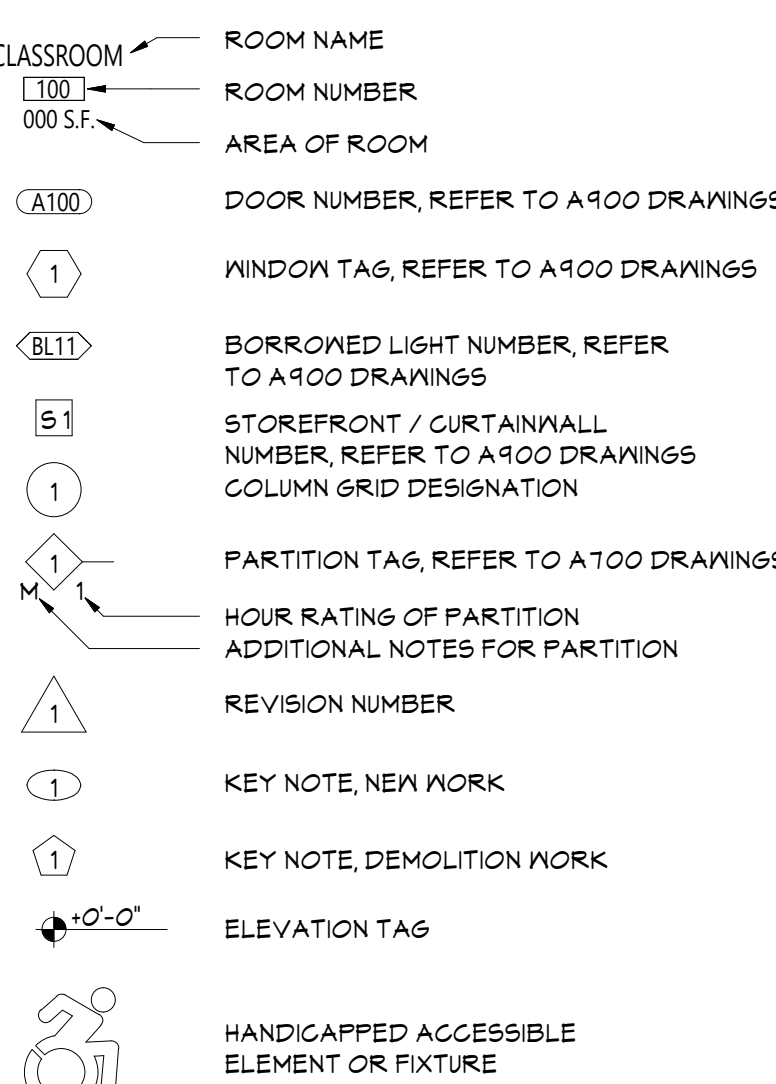 CLASSROOM
ROOM NAME
100
ROOM NUMBER
000 S.F.
AREA OF ROOM
A100
DOOR NUMBER, REFER TO A900 DRAWINGS
1
WINDOW TAG, REFER TO A900 DRAWINGS
BL11
BORROWED LIGHT NUMBER, REFER
TO A900 DRAWINGS
S1
STOREFRONT / CURTAINWALL
NUMBER, REFER TO A900 DRAWINGS
1
COLUMN GRID DESIGNATION
1
PARTITION TAG, REFER TO A700 DRAWINGS
M 1
HOUR RATING OF PARTITION
ADDITIONAL NOTES FOR PARTITION
1
REVISION NUMBER
1
KEY NOTE, NEW WORK
1
KEY NOTE, DEMOLITION WORK
+0'-0"
ELEVATION TAG
HANDICAPPED ACCESSIBLE
ELEMENT OR FIXTURE